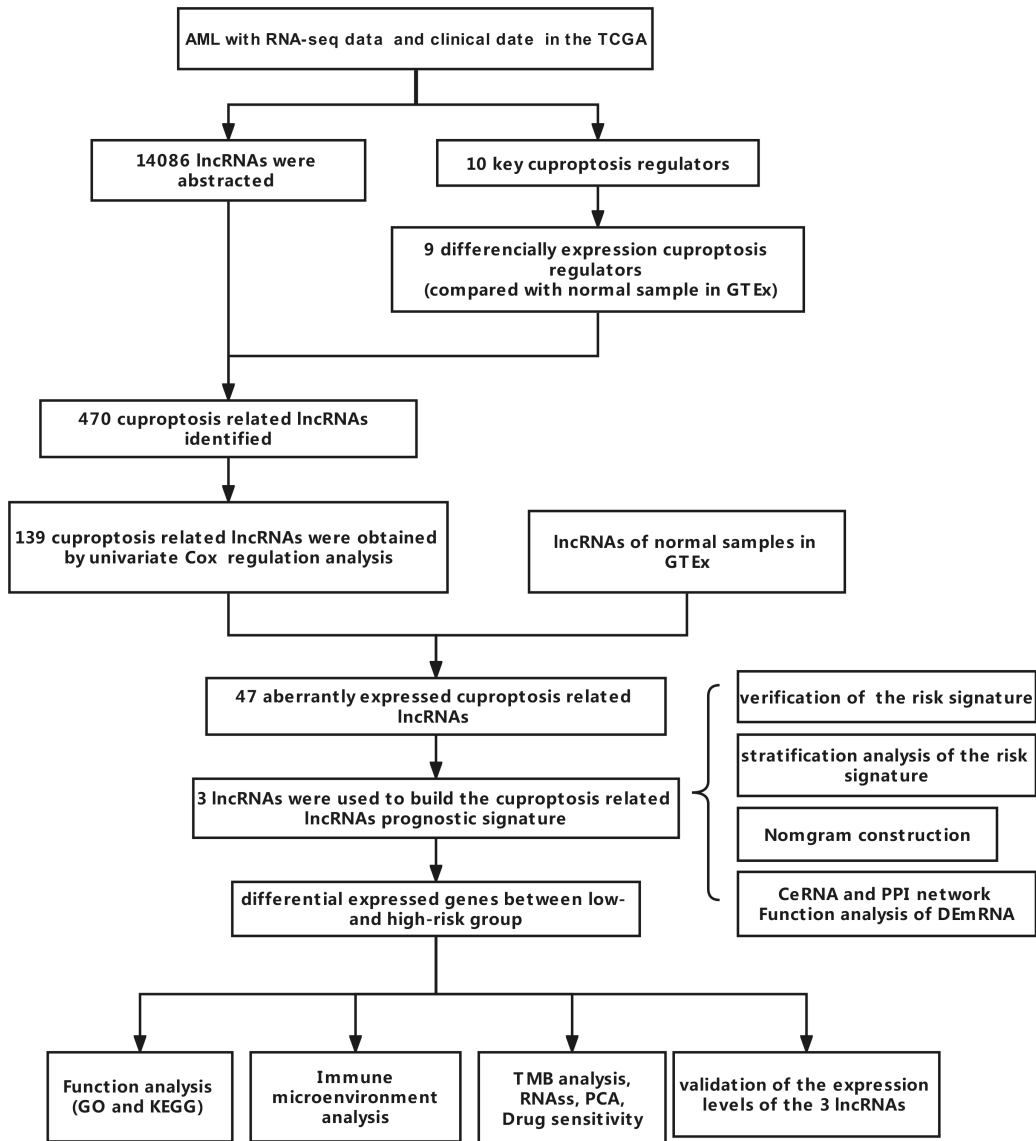 AML with RNA-seq data and clinical date in the TCGA
14086 lncRNAs were
abstracted
10 key cuproptosis regulators
9 differencially expression cuproptosis
regulators
(compared with normal sample in GTEx)
470 cuproptosis related lncRNAs
identified
139 cuproptosis related lncRNAs were obtained
by univariate Cox regulation analysis
lncRNAs of normal samples in
GTEx
47 aberrantly expressed cuproptosis related
lncRNAs
verification of the risk signature
stratification analysis of the risk
signature
3 lncRNAs were used to build the cuproptosis related
lncRNAs prognostic signature
Nomgram construction
CeRNA and PPI network
Function analysis of DEmRNA
differential expressed genes between low-
and high-risk group
Function analysis
(GO and KEGG)
Immune
microenvironment
analysis
TMB analysis,
RNAss, PCA,
Drug sensitivity
validation of the expression
levels of the 3 lncRNAs